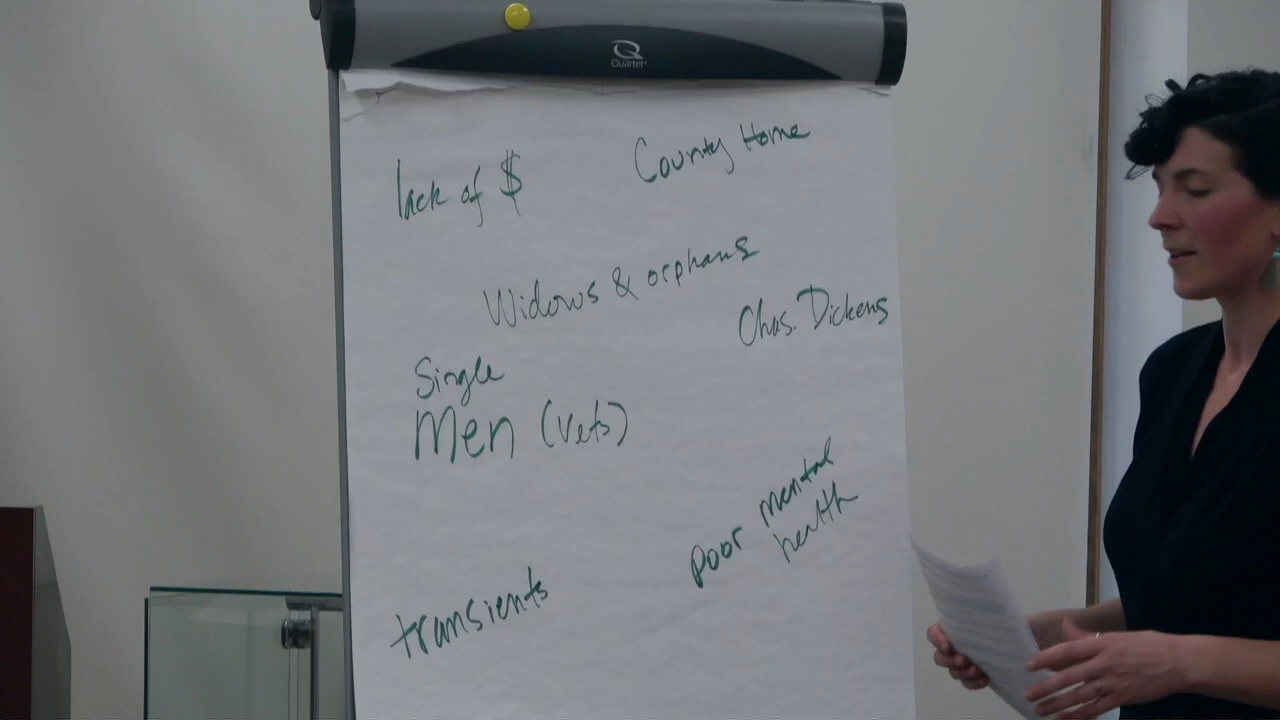 Quartet
County Home
lack of $
Widows & orphans
Chas. Dickens
Single
Men (Vets)
poor mental
health
transients